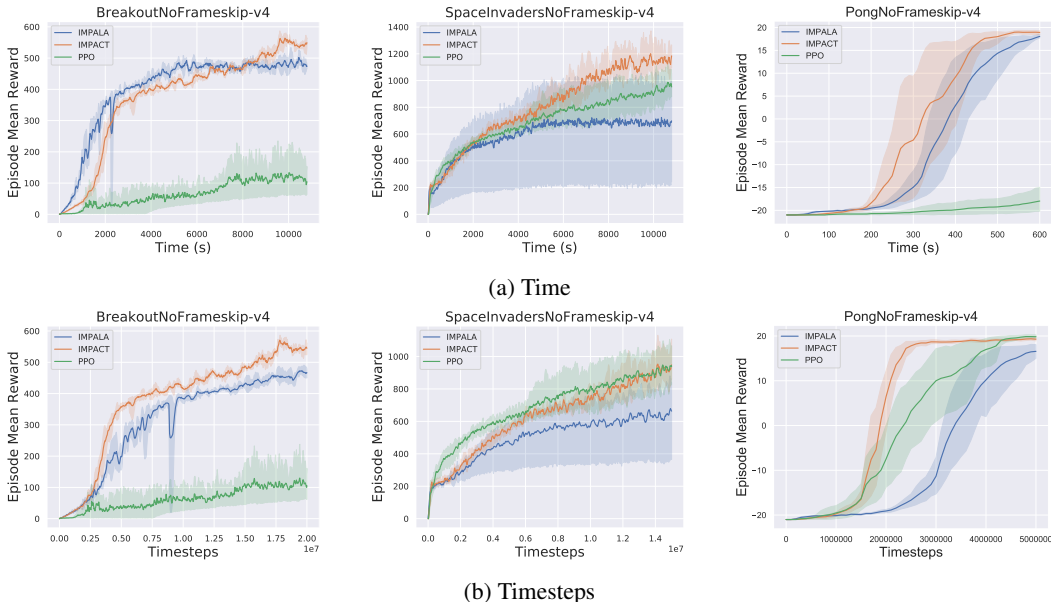 BreakoutNoFrameskip-v4
600
500
400
300
200
100
0
Episode Mean Reward
IMPALA
IMPACT
PPO
0 2000 4000 6000 8000 10000
Time (s)
SpaceInvadersNoFrameskip-v4
1400
1200
1000
800
600
400
200
0
Episode Mean Reward
IMPALA
IMPACT
PPO
0 2000 4000 6000 8000 10000
Time (s)
PongNoFrameskip-v4
20
15
10
5
0
−5
−10
−15
−20
Episode Mean Reward
IMPALA
IMPACT
PPO
0 100 200 300 400 500 600
Time (s)
(a) Time
BreakoutNoFrameskip-v4
600
500
400
300
200
100
0
Episode Mean Reward
IMPALA
IMPACT
PPO
0.00 0.25 0.50 0.75 1.00 1.25 1.50 1.75 2.00
1e7
Timesteps
SpaceInvadersNoFrameskip-v4
1000
800
600
400
200
0
Episode Mean Reward
IMPALA
IMPACT
PPO
0.0 0.2 0.4 0.6 0.8 1.0 1.2 1.4
1e7
Timesteps
PongNoFrameskip-v4
20
10
0
−10
−20
Episode Mean Reward
IMPALA
IMPACT
PPO
0 1000000 2000000 3000000 4000000 5000000
Timesteps
(b) Timesteps